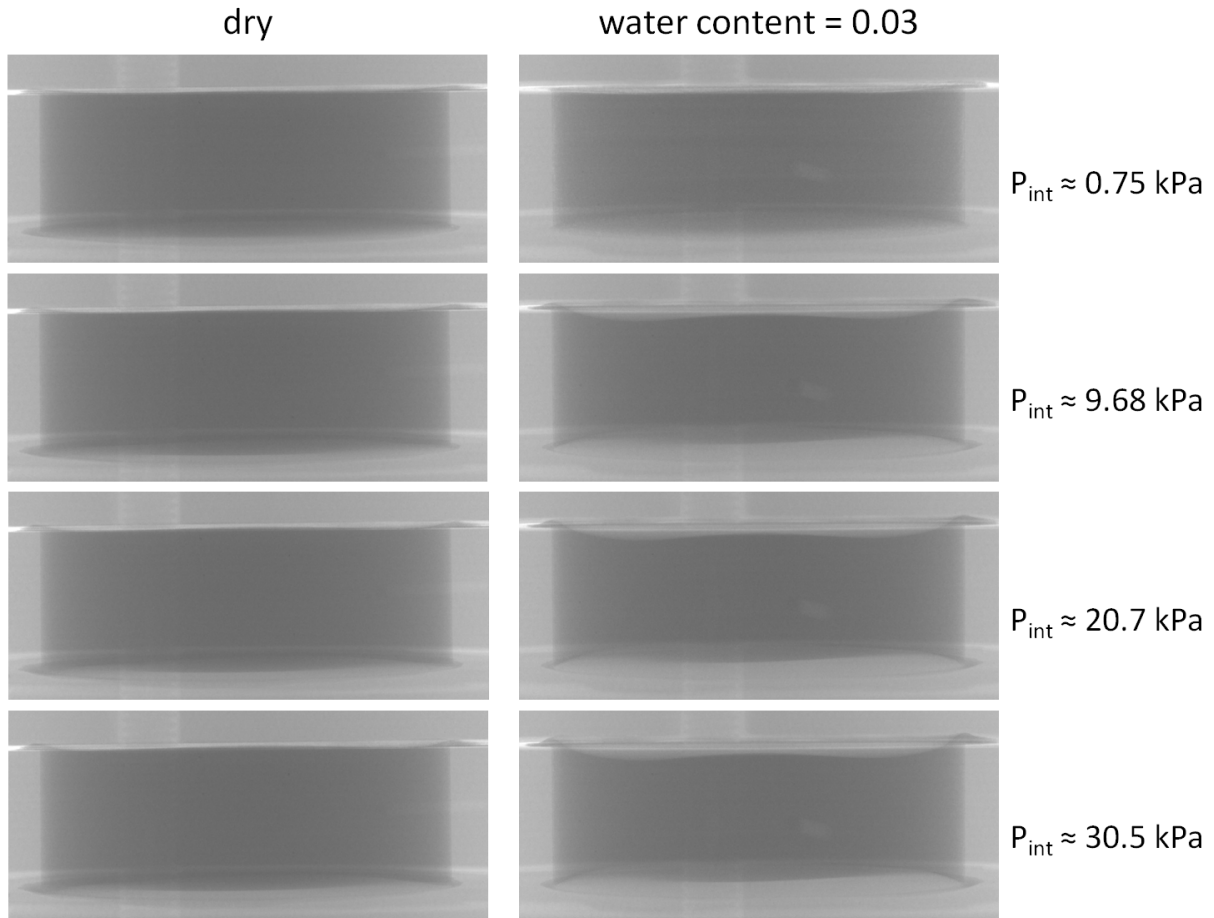 dry
water content = 0.03
P_int ≈ 0.75 kPa
P_int ≈ 9.68 kPa
P_int ≈ 20.7 kPa
P_int ≈ 30.5 kPa